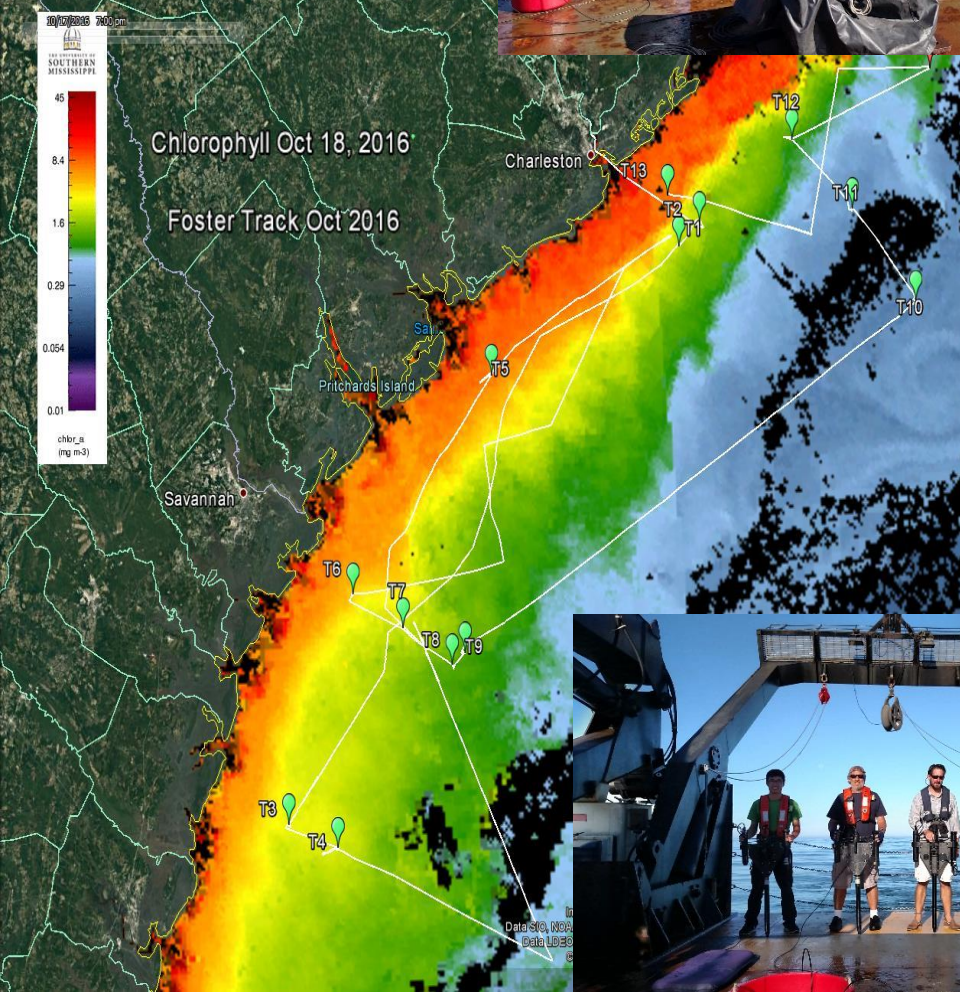 10/17/2016 7:00 pm
THE UNIVERSITY OF
SOUTHERN
MISSISSIPPI
45
8.4
1.6
0.29
0.054
0.01
chlor_a
(mg m-3)
Chlorophyll Oct 18, 2016
Foster Track Oct 2016
T12
Charleston
T13
T11
T2
T1
T10
Sa
T5
Pritchards Island
Savannah
T6
T7
T8
T9
T3
T4
Data SIO, NOA
Data LDEO